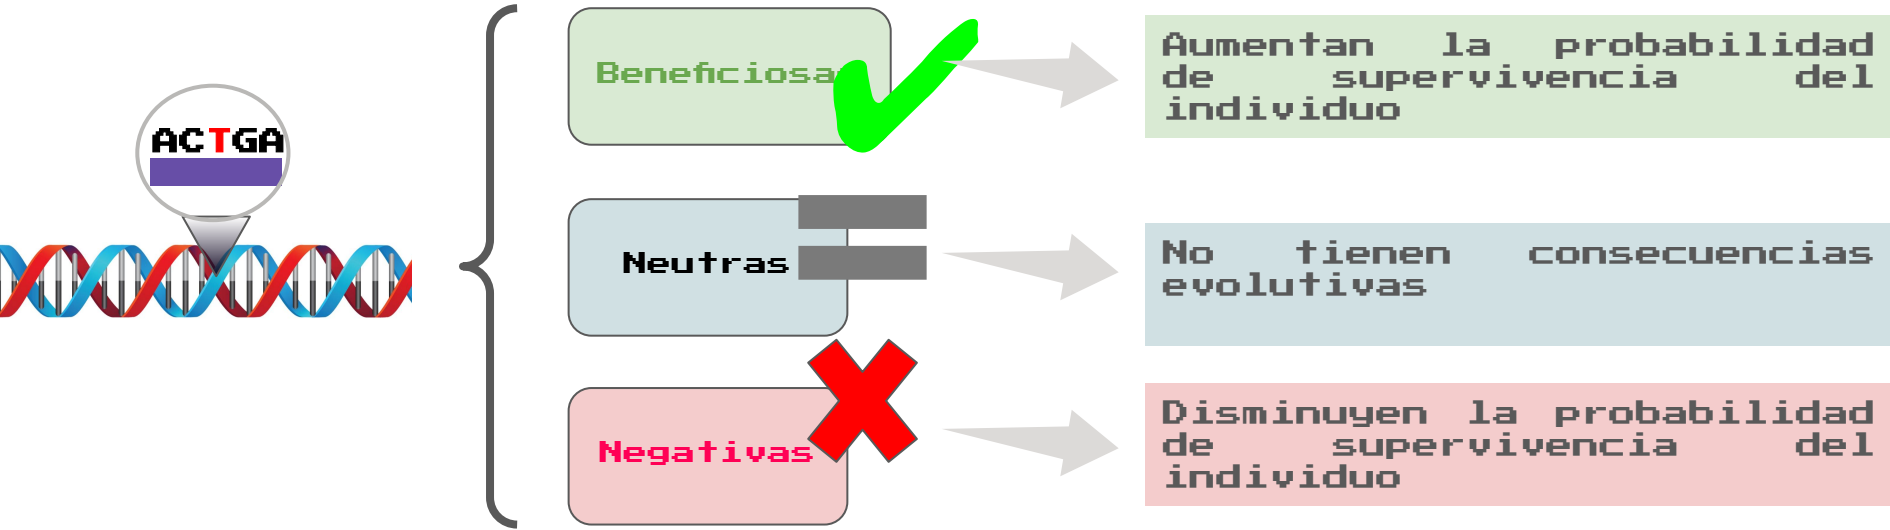 ACTGA
Beneficiosas
Aumentan la probabilidad
de supervivencia del
individuo
Neutras
No tienen consecuencias
evolutivas
Negativas
Disminuyen la probabilidad
de supervivencia del
individuo